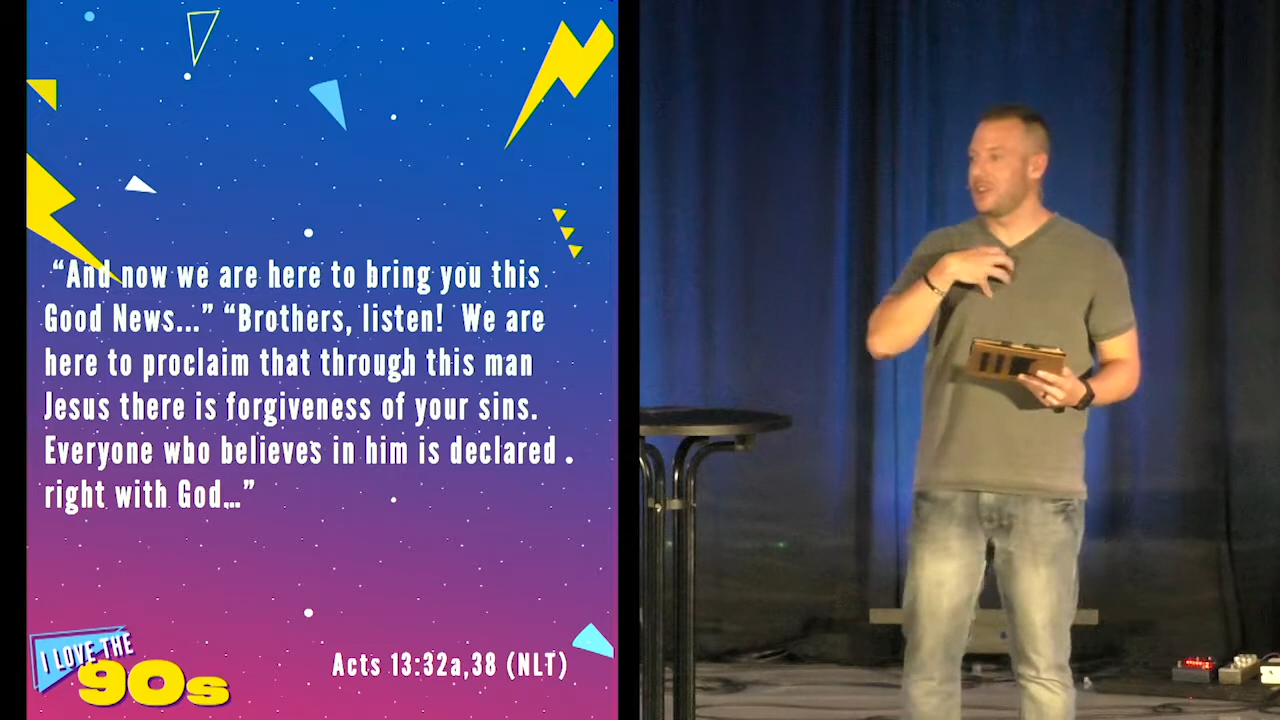 “And now we are here to bring you this
Good News...” “Brothers, listen! We are
here to proclaim that through this man
Jesus there is forgiveness of your sins.
Everyone who believes in him is declared
right with God...”
Acts 13:32a,38 (NLT)
I LOVE THE
90s